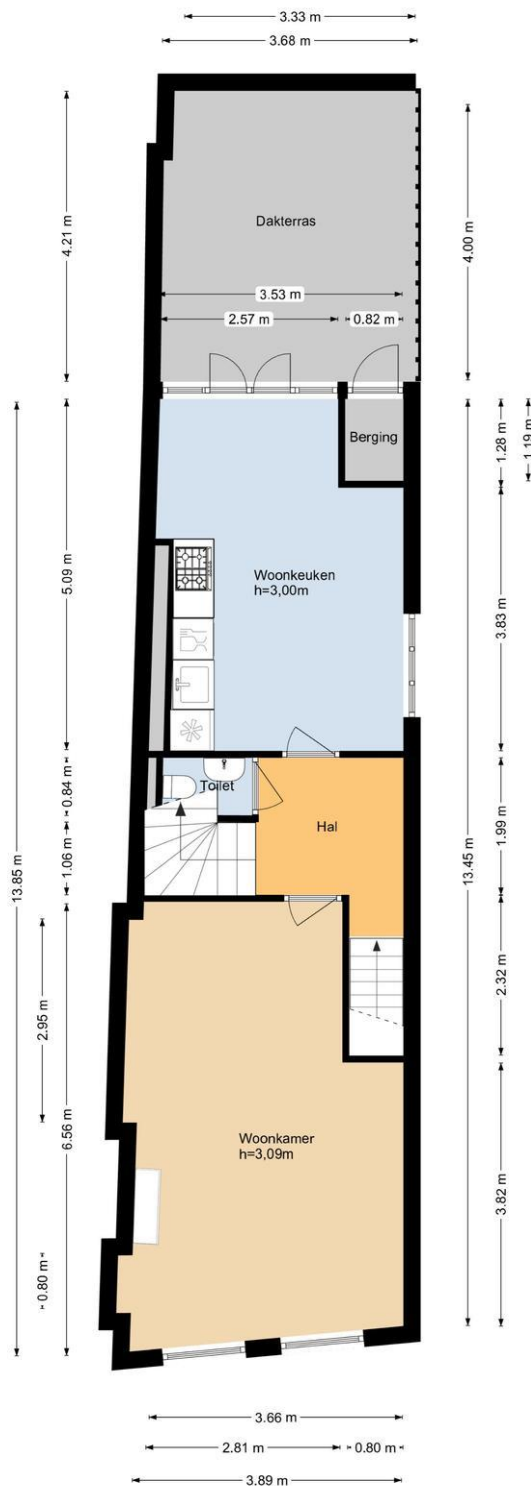 3.33 m
3.68 m
4.21 m
4.00 m
Dakterras
3.53 m
2.57 m
0.82 m
Berging
1.28 m
1.19 m
Woonkeuken
h=3,00m
5.09 m
3.83 m
Toilet
0.84 m
Hal
1.99 m
1.06 m
13.85 m
13.45 m
2.95 m
2.32 m
6.56 m
Woonkamer
h=3,09m
3.82 m
0.80 m
3.66 m
2.81 m
0.80 m
3.89 m